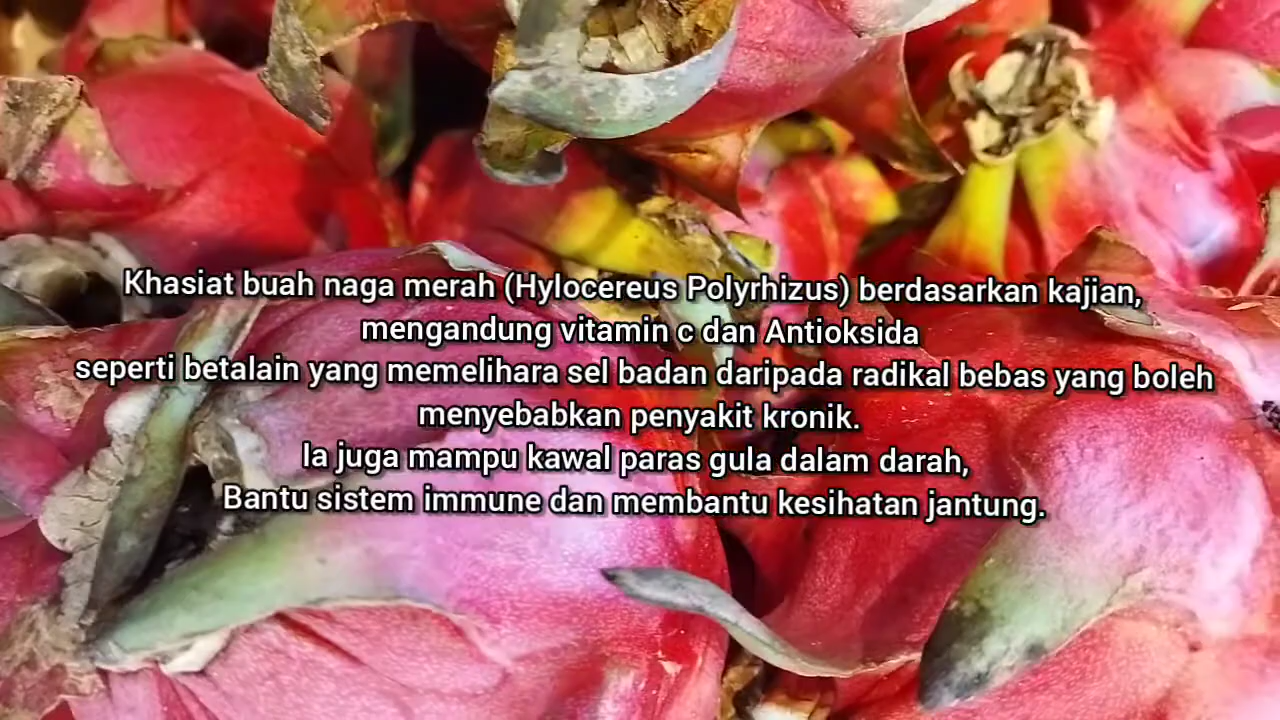 Khasiat buah naga merah (Hylocereus Polyrhizus) berdasarkan kajian,
mengandung vitamin c dan Antioksida
seperti betalain yang memelihara sel badan daripada radikal bebas yang boleh
menyebabkan penyakit kronik.
Ia juga mampu kawal paras gula dalam darah,
Bantu sistem immune dan membantu kesihatan jantung.